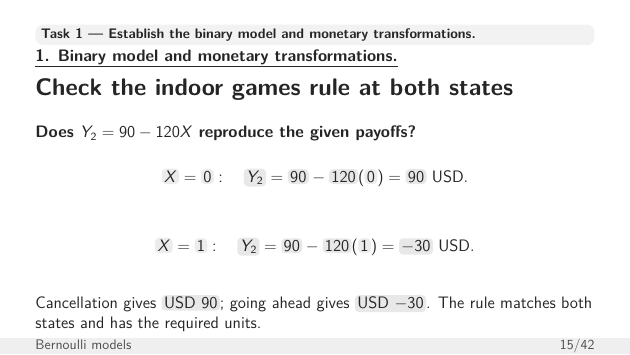 Task 1 — Establish the binary model and monetary transformations.
1. Binary model and monetary transformations.
Check the indoor games rule at both states
Does Y₂ = 90 − 120X reproduce the given payoffs?
X = 0 : Y₂ = 90 − 120(0) = 90 USD.
X = 1 : Y₂ = 90 − 120(1) = −30 USD.
Cancellation gives USD 90; going ahead gives USD −30. The rule matches both
states and has the required units.
Bernoulli models 15/42